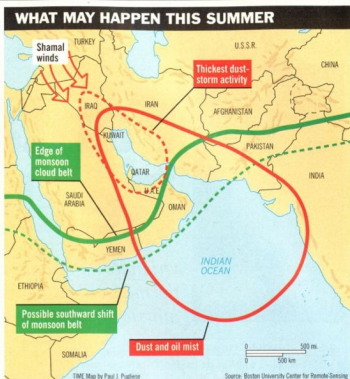 WHAT MAY HAPPEN THIS SUMMER
TURKEY
U.S.S.R.
Shamal
winds
CHINA
Thickest dust-
storm activity
IRAQ
IRAN
AFGHANISTAN
KUWAIT
PAKISTAN
Edge of
monsoon
cloud belt
QATAR
INDIA
U.A.E.
SAUDI
ARABIA
OMAN
YEMEN
INDIAN
OCEAN
ETHIOPIA
Possible southward shift
of monsoon belt
Dust and oil mist
0 500 mi.
0 500 km
SOMALIA
TIME Map by Paul J. Pugliese
Source: Boston University Center for Remote Sensing